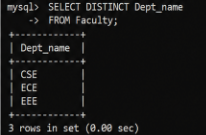 mysql> SELECT DISTINCT Dept_name
-> FROM Faculty;
+-----------+
| Dept_name |
+-----------+
| CSE |
| ECE |
| EEE |
+-----------+
3 rows in set (0.00 sec)